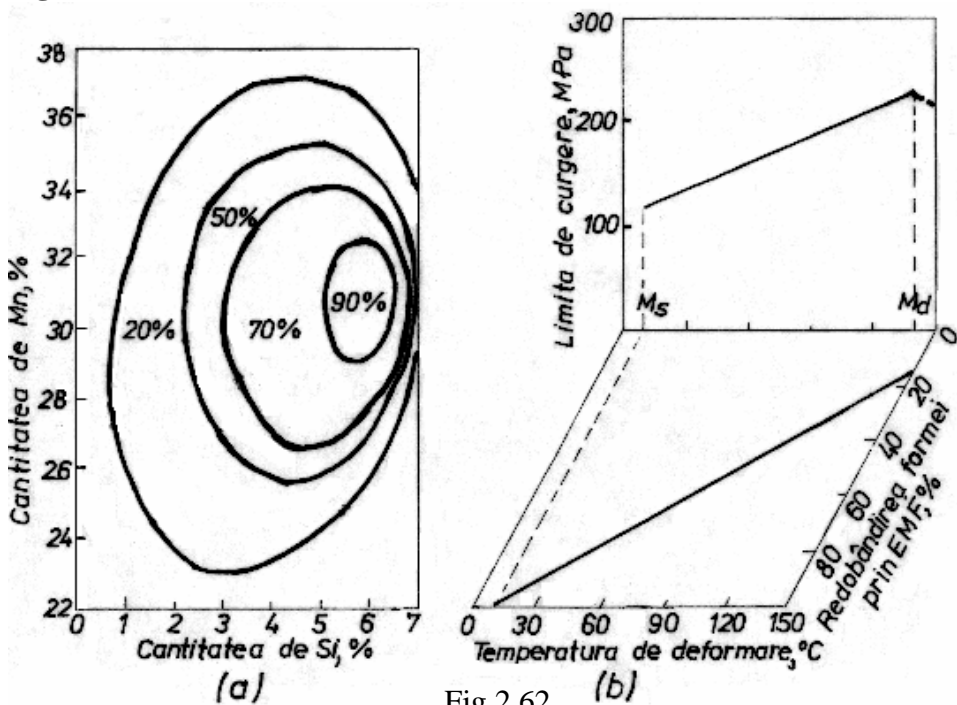 38
36
34
32
30
28
26
24
22
Cantitatea de Mn,%
20%
50%
70%
90%
0 1 2 3 4 5 6 7
Cantitatea de Si,%
(a)
300
200
100
Limita de curgere, MPa
Ms
Md
0
20
40
60
80
Redobândirea formei
prin EMF,%
0 30 60 90 120 150
Temperatura de deformare,°C
(b)
Fig.2.62